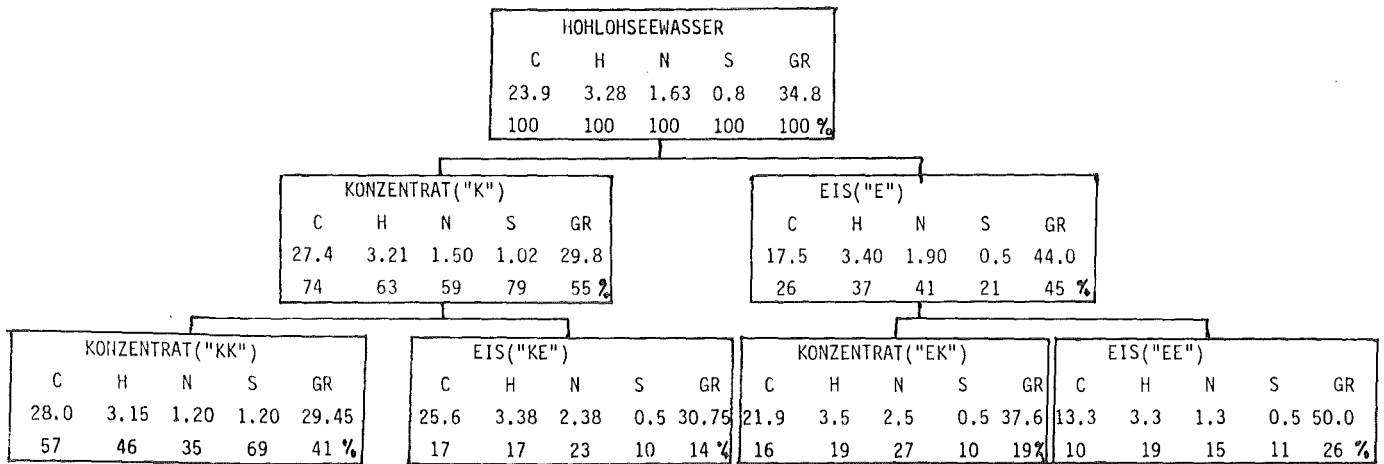 HOHLOHSEEWASSER
C H N S GR
23.9 3.28 1.63 0.8 34.8
100 100 100 100 100 %
KONZENTRAT("K")
C H N S GR
27.4 3.21 1.50 1.02 29.8
74 63 59 79 55 %
EIS("E")
C H N S GR
17.5 3.40 1.90 0.5 44.0
26 37 41 21 45 %
KONZENTRAT("KK")
C H N S GR
28.0 3.15 1.20 1.20 29.45
57 46 35 69 41 %
EIS("KE")
C H N S GR
25.6 3.38 2.38 0.5 30.75
17 17 23 10 14 %
KONZENTRAT("EK")
C H N S GR
21.9 3.5 2.5 0.5 37.6
16 19 27 10 19 %
EIS("EE")
C H N S GR
13.3 3.3 1.3 0.5 50.0
10 19 15 11 26 %